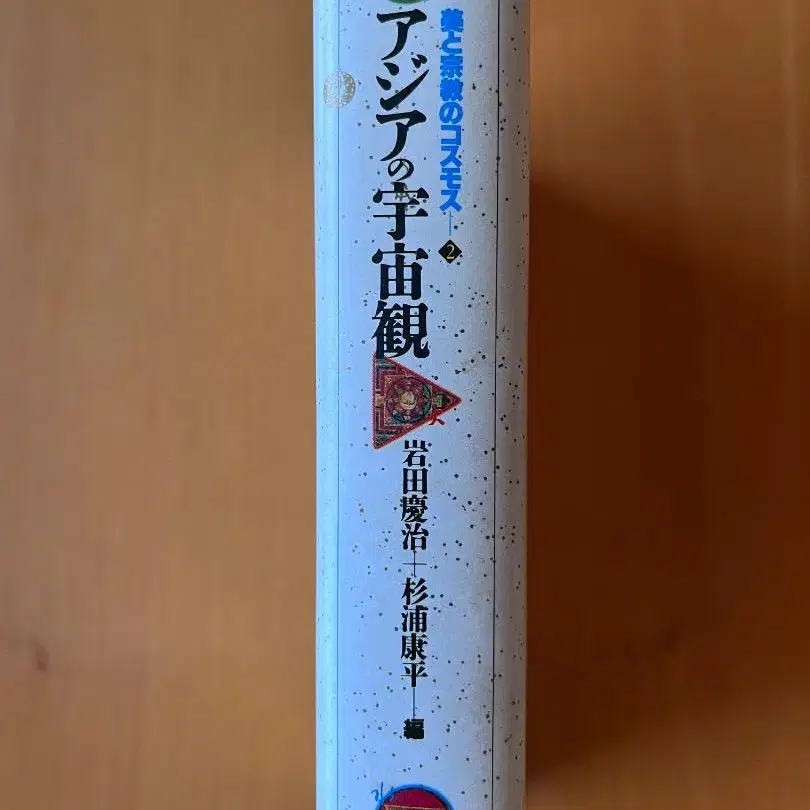 美と宗教のコスモス—2
アジアの宇宙観
岩田慶治—杉浦康平—編